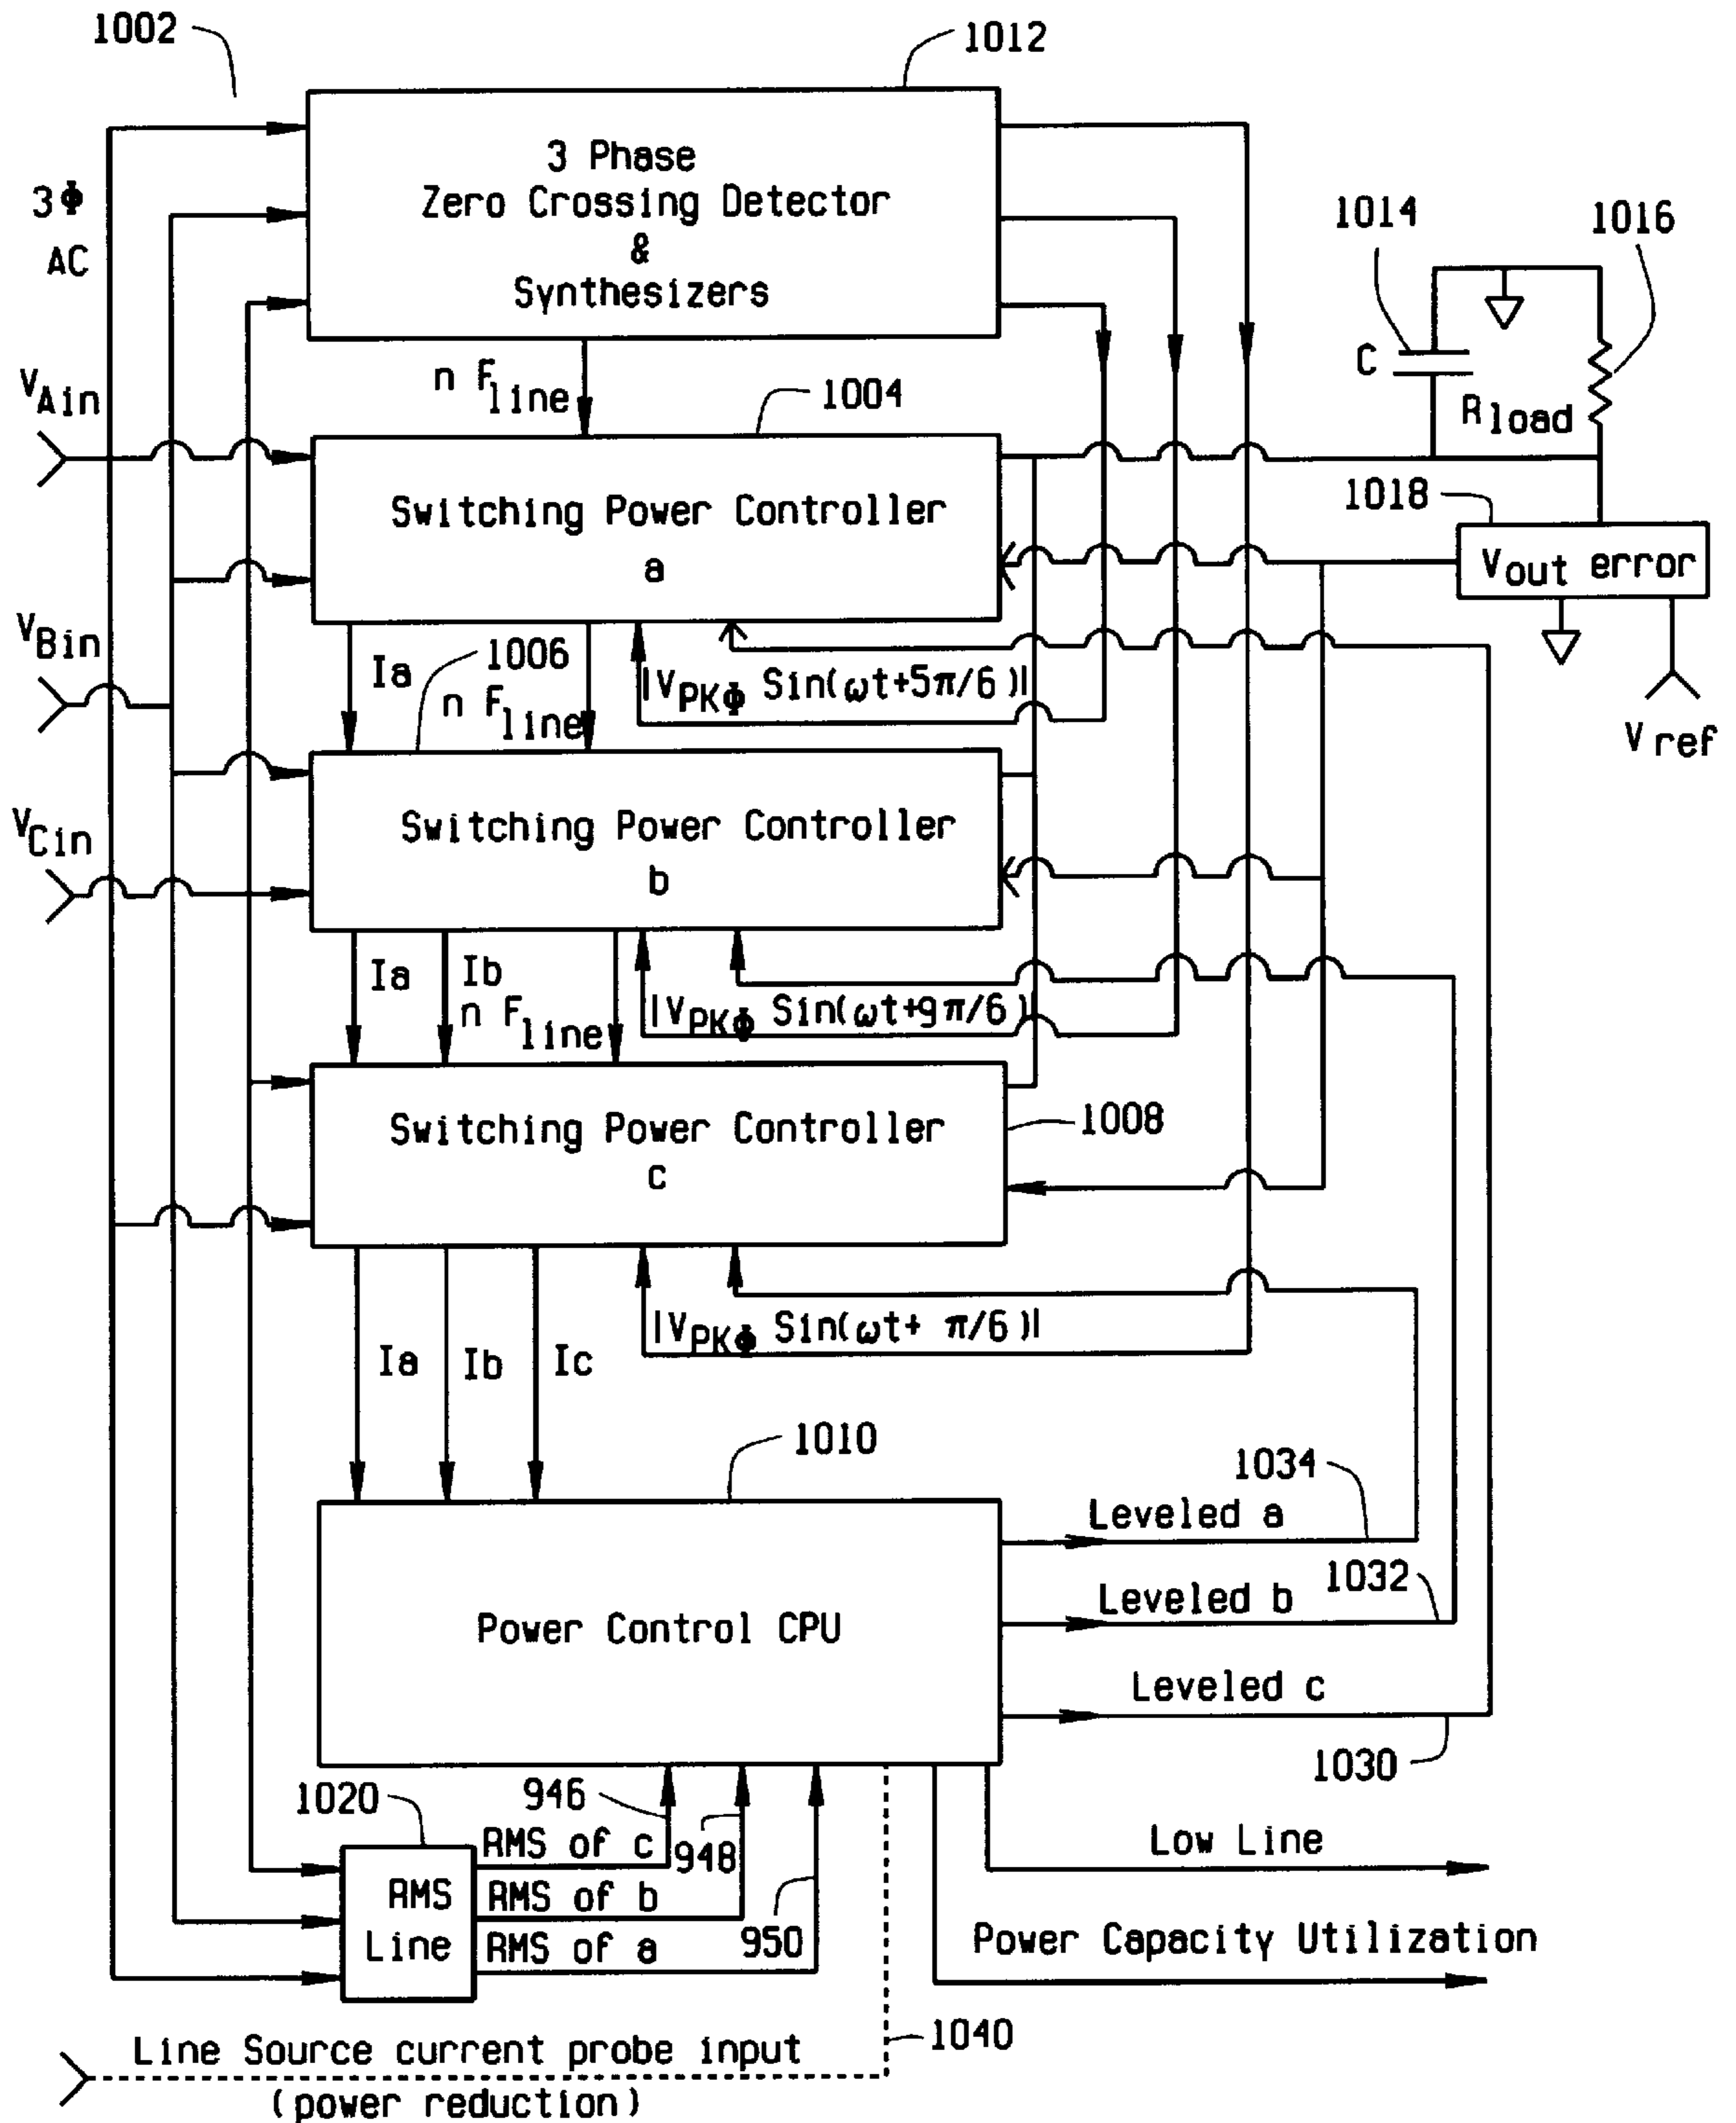 1002
1012
3Φ
AC
3 Phase
Zero Crossing Detector
&
Synthesizers
1014
1016
C
Rload
VAin
n Fline
1004
Switching Power Controller
a
1018
Vout error
Vref
VBin
Ia
1006
n Fline
|VPKΦ Sin(ωt+5π/6)|
VCin
Switching Power Controller
b
Ia
Ib
n Fline
|VPKΦ Sin(ωt+9π/6)|
Switching Power Controller
c
1008
|VPKΦ Sin(ωt+ π/6)|
Ia
Ib
Ic
1010
Power Control CPU
1034
Leveled a
1032
Leveled b
Leveled c
1030
1020
946
948
950
RMS
Line
RMS of c
RMS of b
RMS of a
Low Line
Power Capacity Utilization
1040
Line Source current probe input
(power reduction)